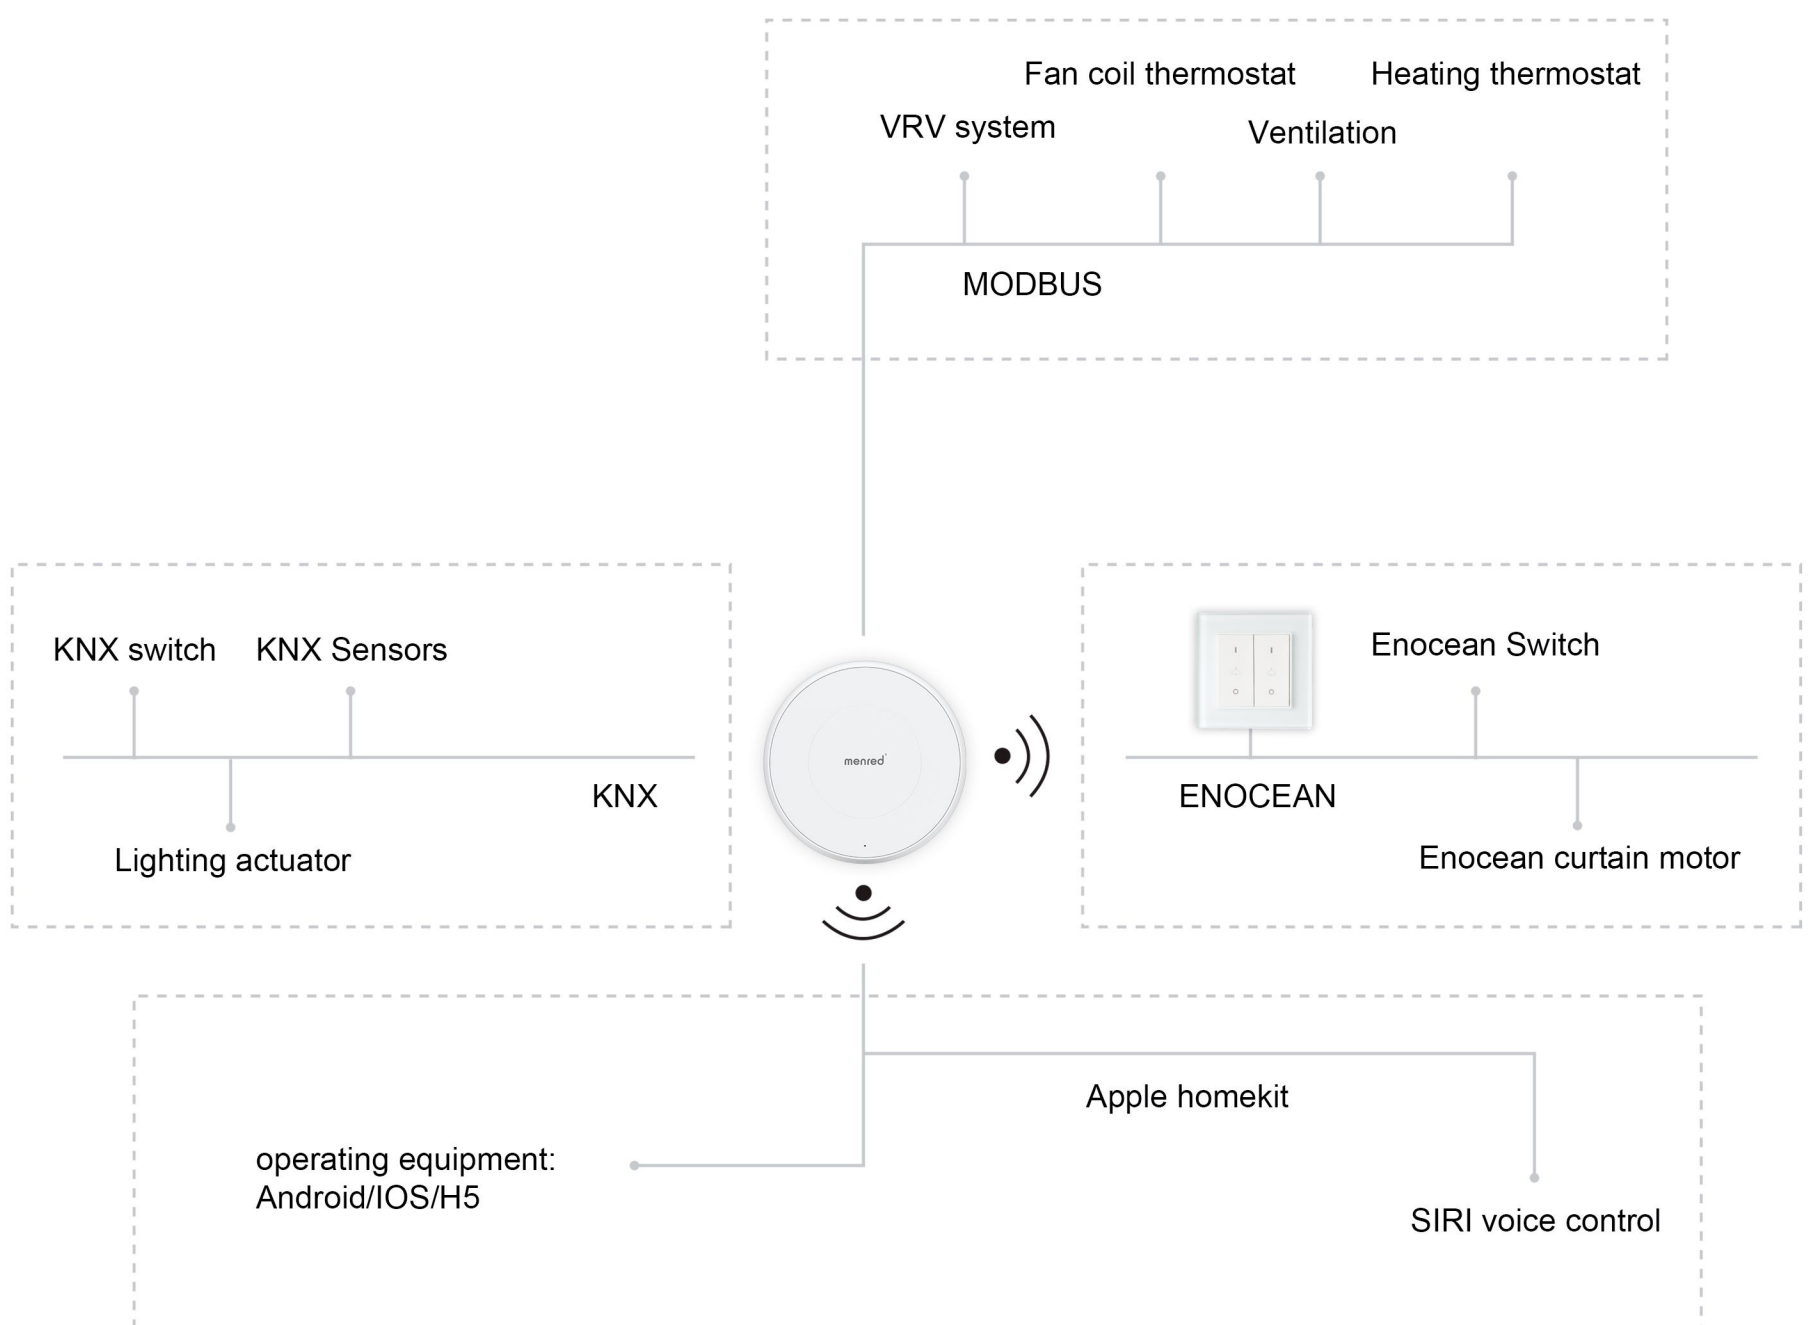 Fan coil thermostat
Heating thermostat
VRV system
Ventilation
MODBUS
KNX switch
KNX Sensors
KNX
Lighting actuator
menred
Enocean Switch
ENOCEAN
Enocean curtain motor
Apple homekit
operating equipment:
Android/IOS/H5
SIRI voice control